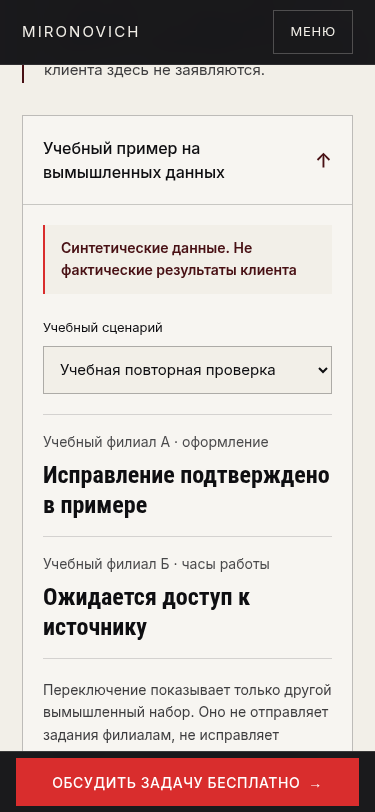 MIRONOVICH
МЕНЮ
клиента здесь не заявляются.
Учебный пример на
вымышленных данных
↑
Синтетические данные. Не
фактические результаты клиента
Учебный сценарий
Учебная повторная проверка
Учебный филиал А · оформление
Исправление подтверждено
в примере
Учебный филиал Б · часы работы
Ожидается доступ к
источнику
Переключение показывает только другой
вымышленный набор. Оно не отправляет
задания филиалам, не исправляет
ОБСУДИТЬ ЗАДАЧУ БЕСПЛАТНО →